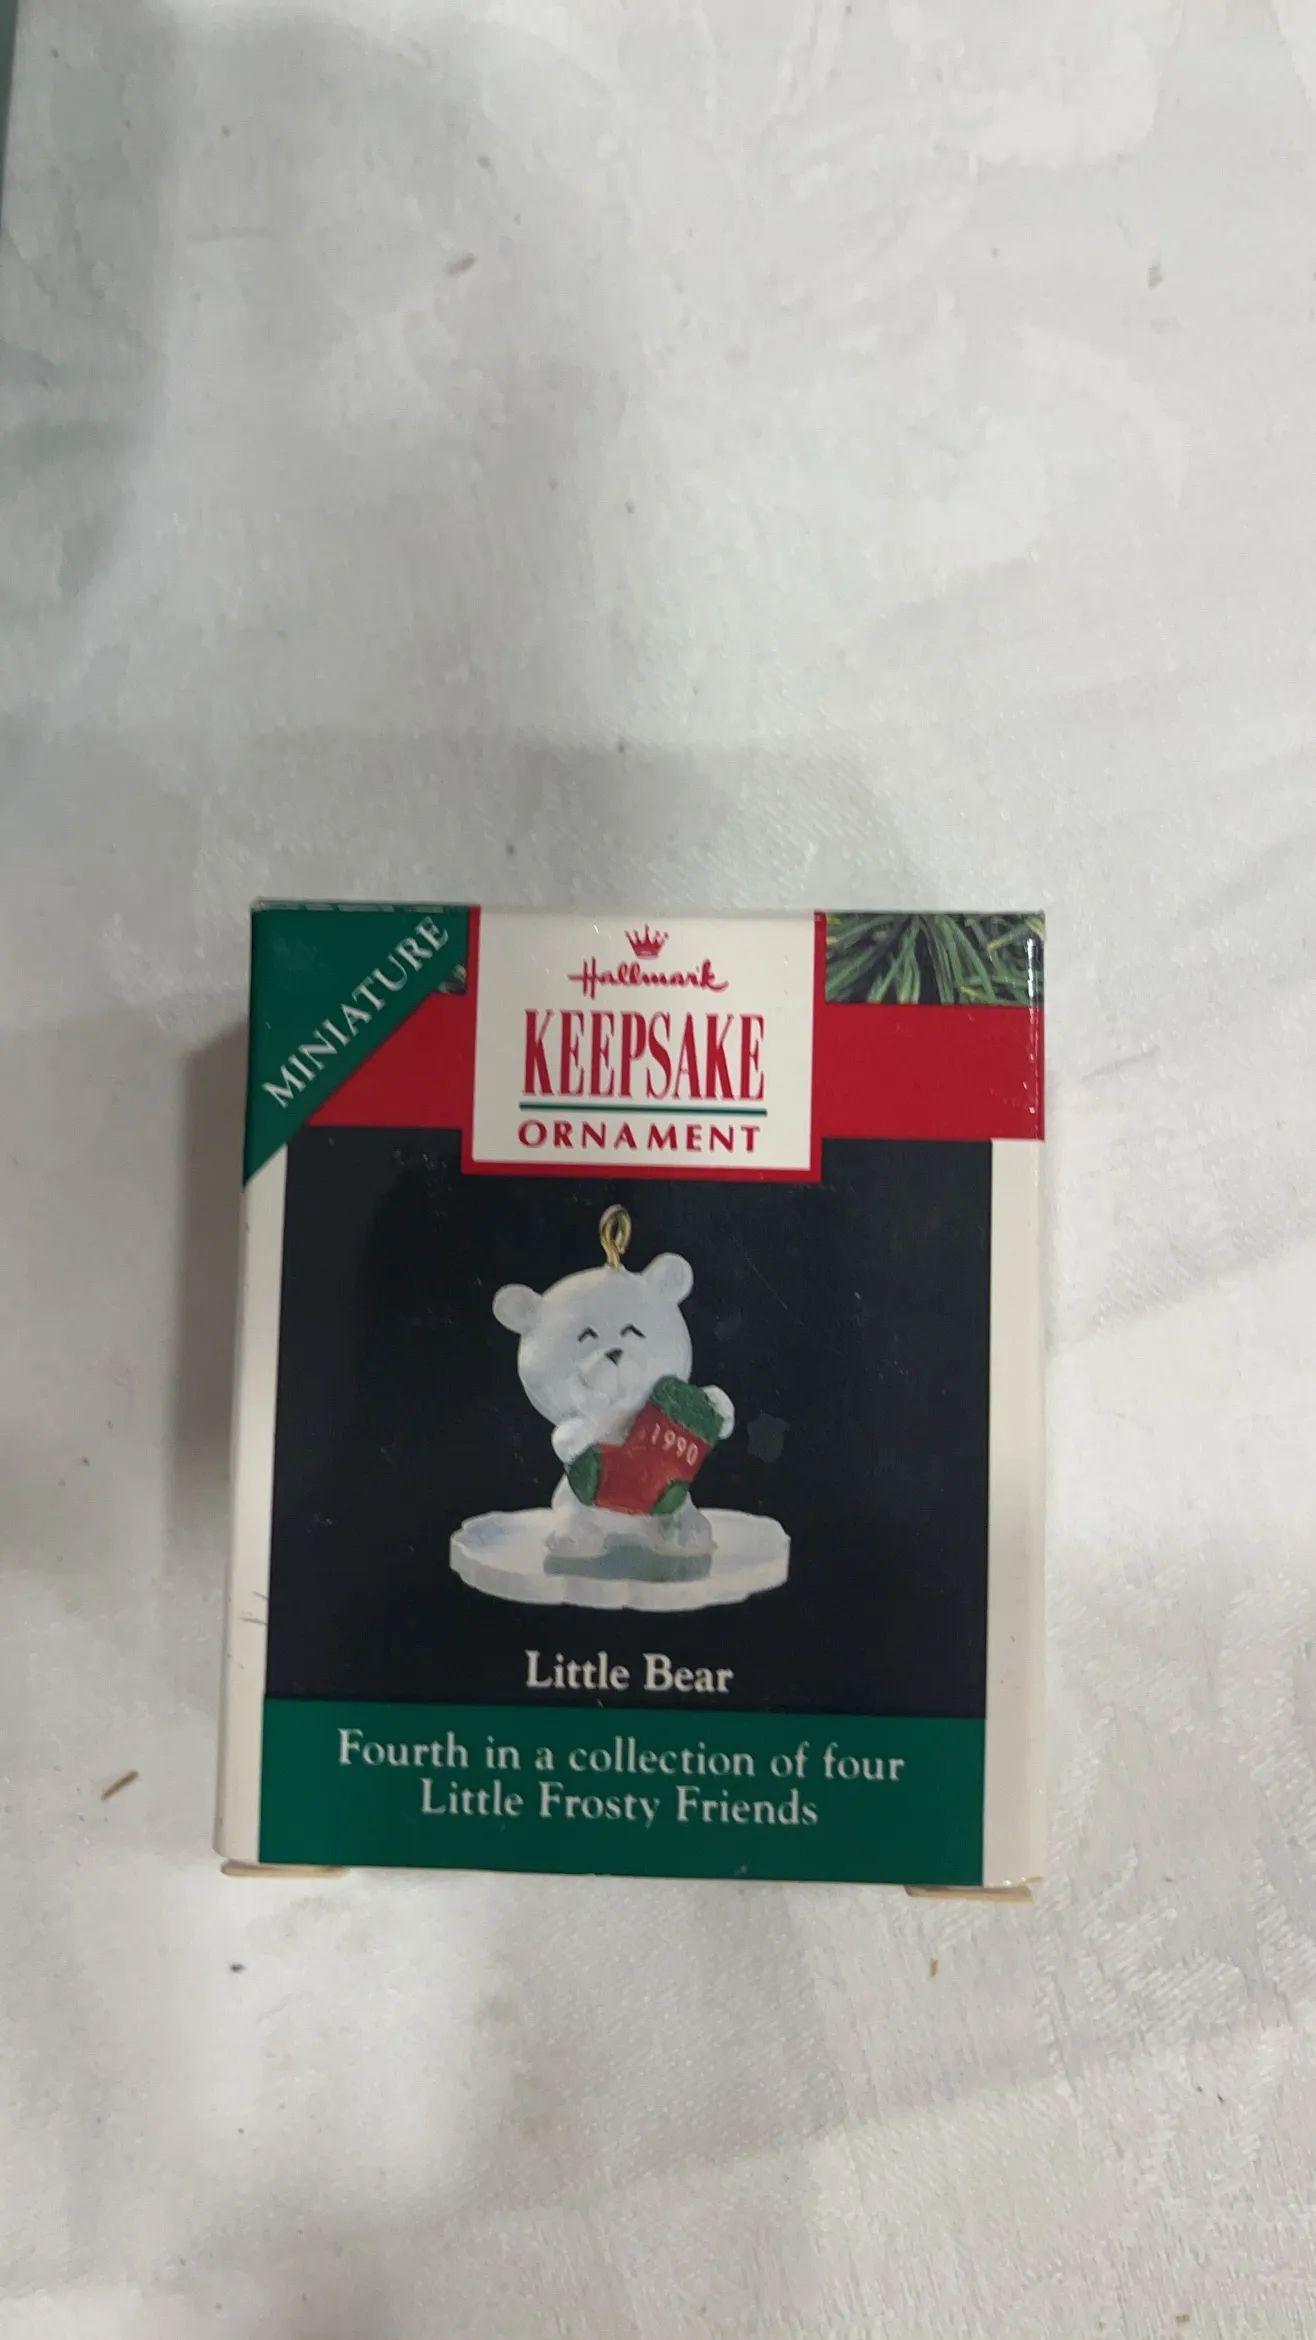 MINIATURE
Hallmark
KEEPSAKE
ORNAMENT
1990
Little Bear
Fourth in a collection of four
Little Frosty Friends